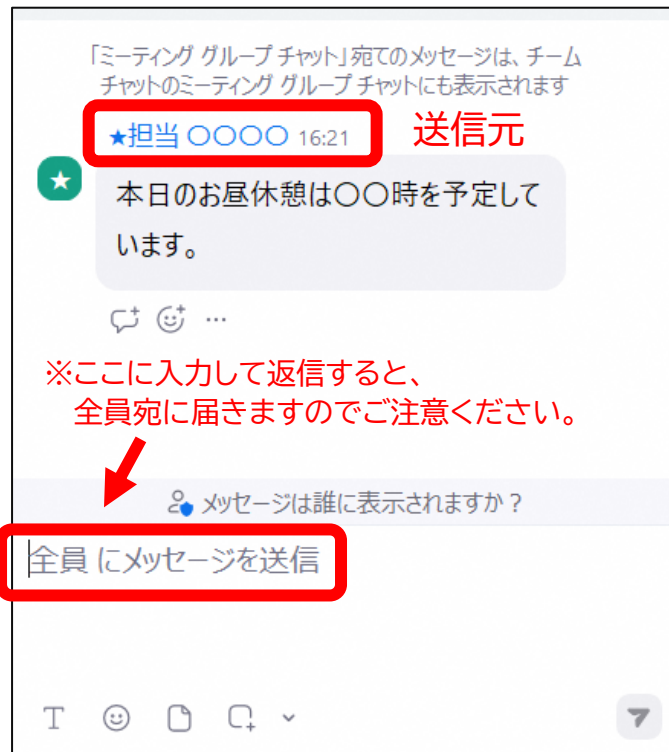 「ミーティング グループ チャット」宛てのメッセージは、チーム
チャットのミーティング グループ チャットにも表示されます
★担当 〇〇〇〇 16:21
送信元
★
本日のお昼休憩は〇〇時を予定して
います。
※ここに入力して返信すると、
全員宛に届きますのでご注意ください。
メッセージは誰に表示されますか？
全員 にメッセージを送信
T